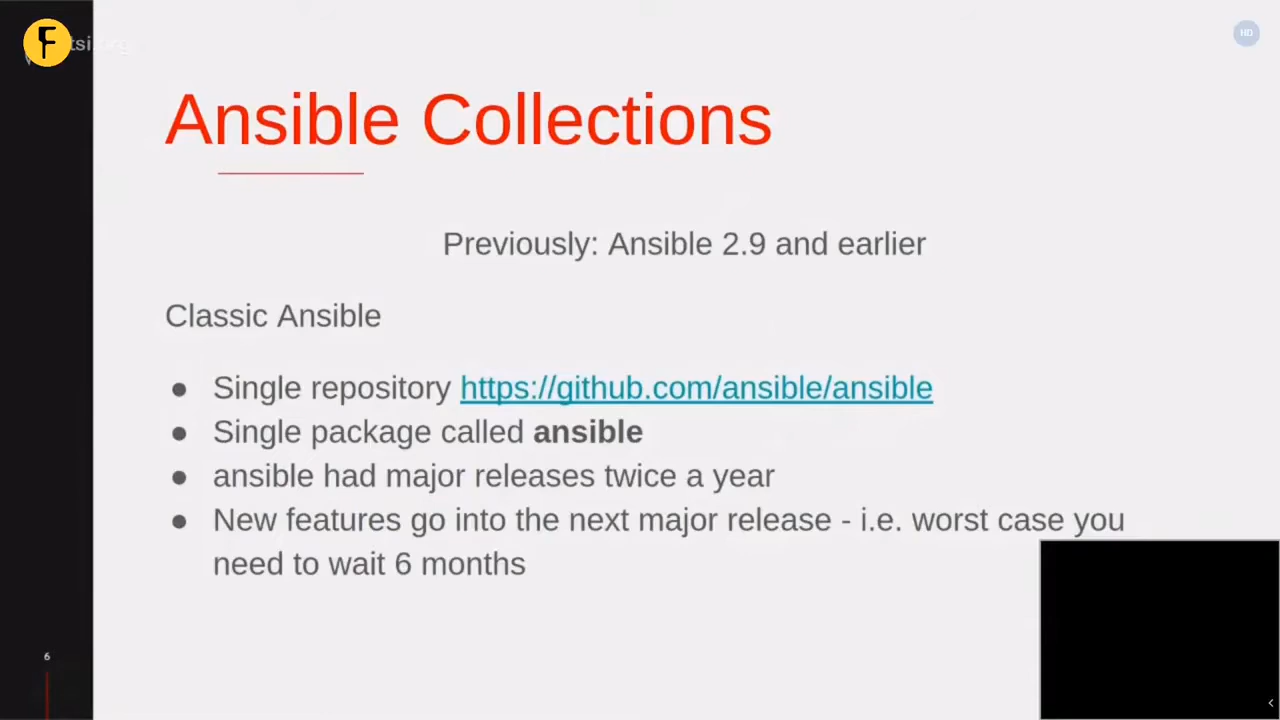 HD
Ansible Collections
Previously: Ansible 2.9 and earlier
Classic Ansible
● Single repository https://github.com/ansible/ansible
● Single package called ansible
● ansible had major releases twice a year
● New features go into the next major release - i.e. worst case you
need to wait 6 months
6